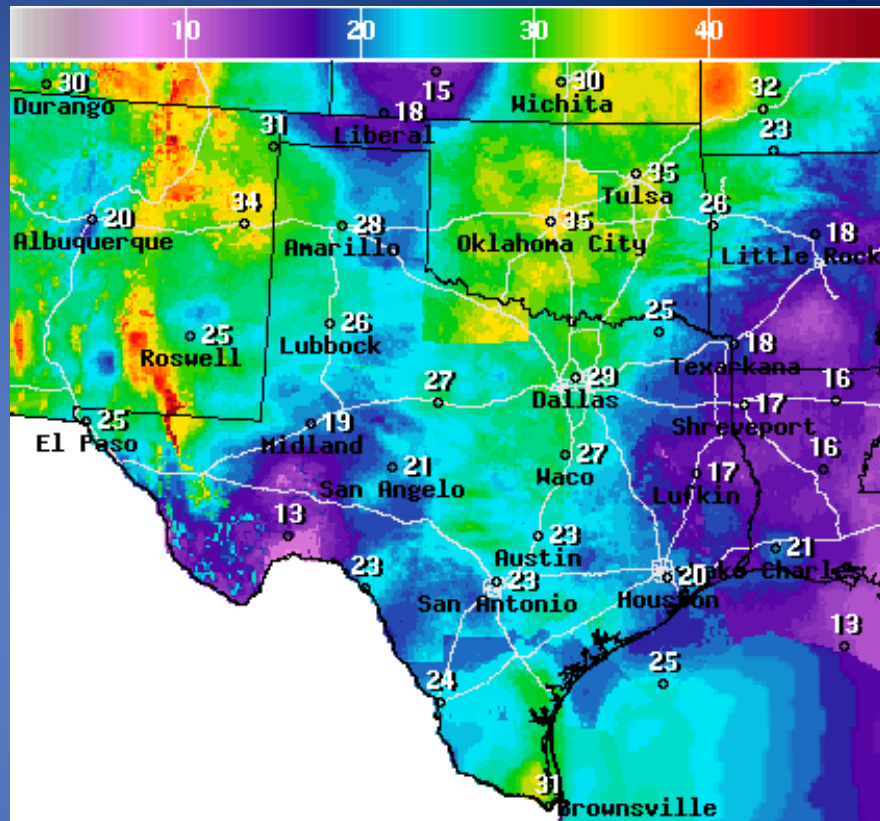 10 20 30 40
30 Durango
15
18 Liberal
30 Wichita
32
31
23
35 Tulsa
20 Albuquerque
34
28 Amarillo
35 Oklahoma City
26
18 Little Rock
25 Roswell
26 Lubbock
25
18 Texarkana
29 Dallas
27
16
17 Shreveport
25 El Paso
19 Midland
21 San Angelo
27 Waco
17 Lufkin
16
13
23 Austin
21 Lake Charles
23
23 San Antonio
20 Houston
13
24
25
31 Brownsville